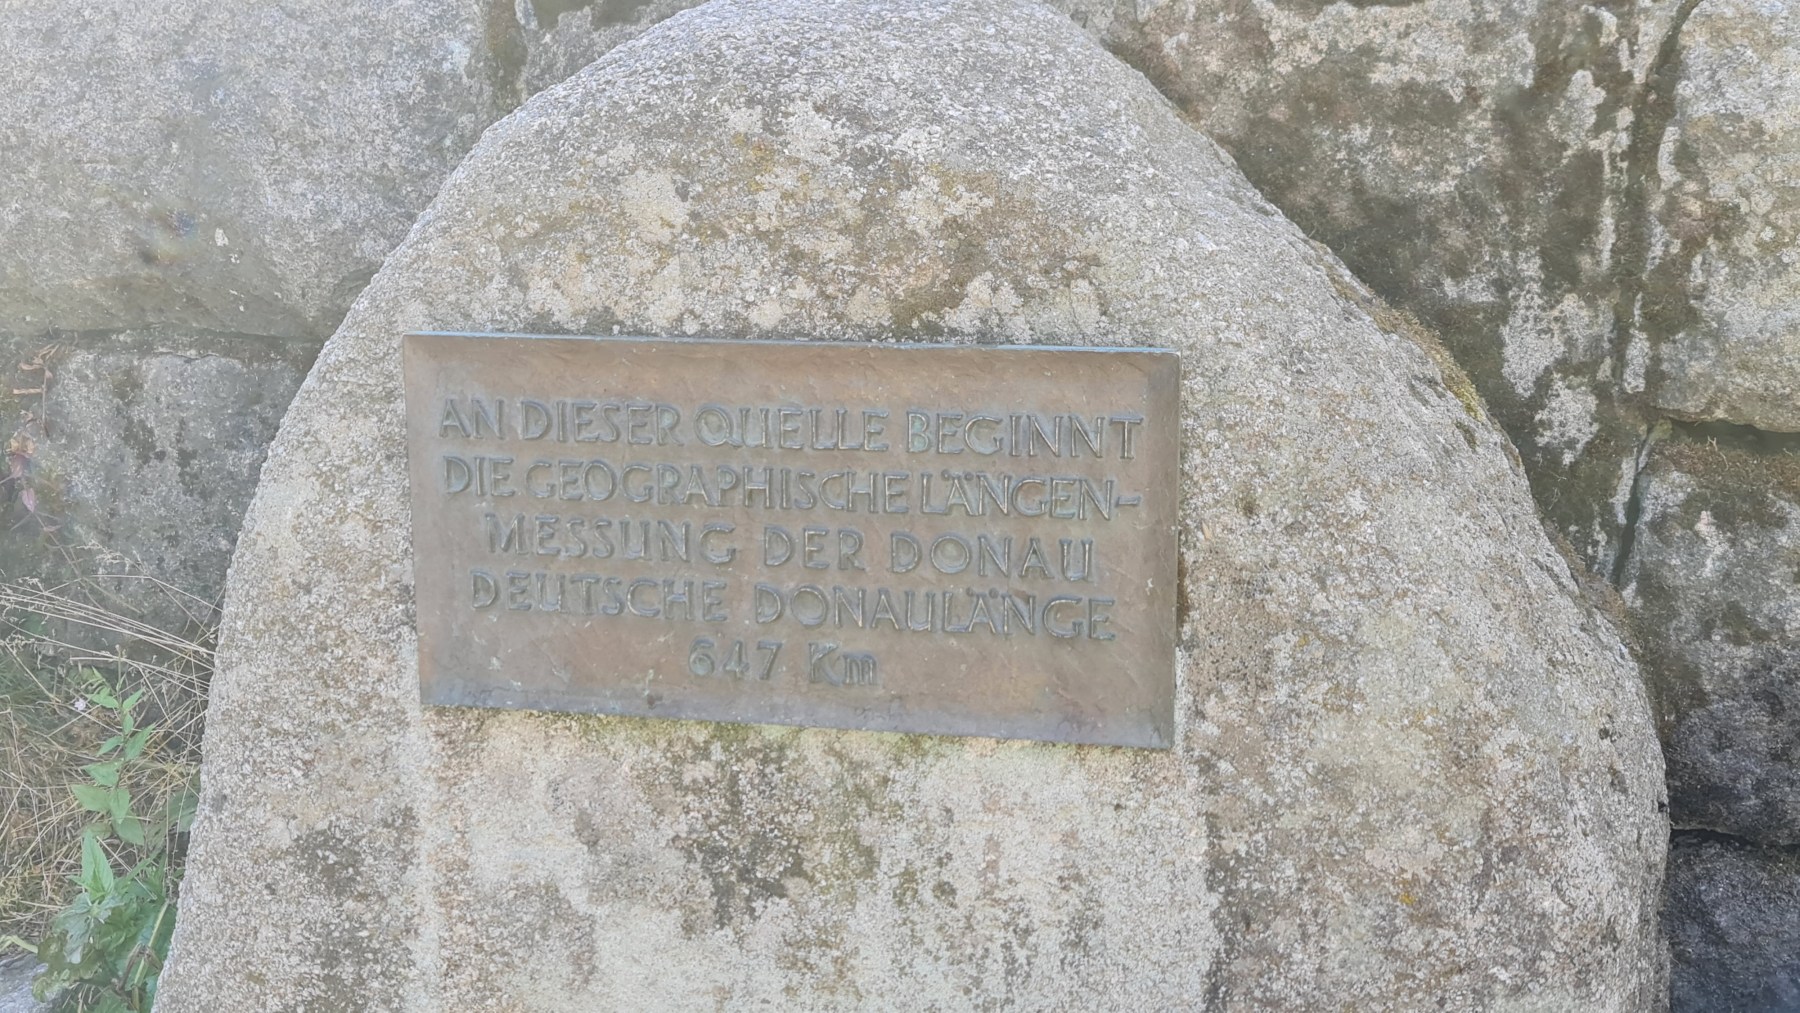 AN DIESER QUELLE BEGINNT
DIE GEOGRAPHISCHE LÄNGEN-
MESSUNG DER DONAU
DEUTSCHE DONAULÄNGE
647 Km